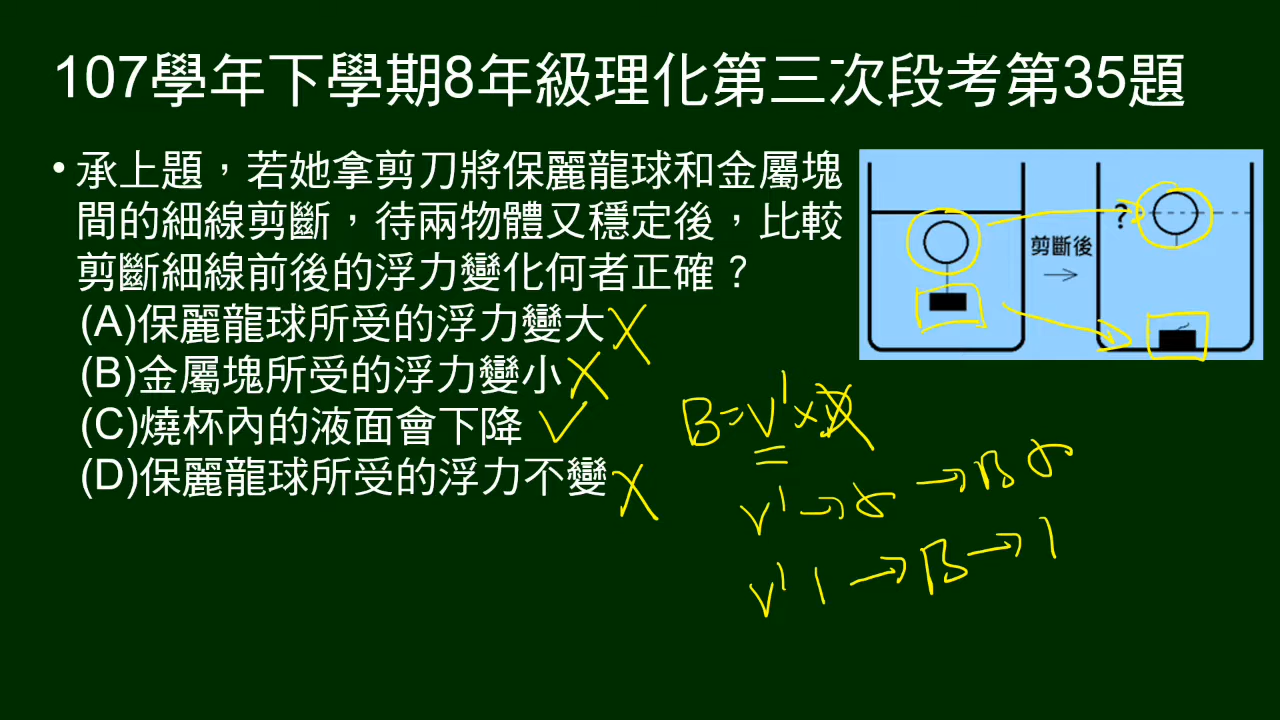 107學年下學期8年級理化第三次段考第35題
• 承上題，若她拿剪刀將保麗龍球和金屬塊
間的細線剪斷，待兩物體又穩定後，比較
剪斷細線前後的浮力變化何者正確？
(A)保麗龍球所受的浮力變大
(B)金屬塊所受的浮力變小
(C)燒杯內的液面會下降
(D)保麗龍球所受的浮力不變
?
剪斷後
B=V'×
V'→
→B
V'
→B→